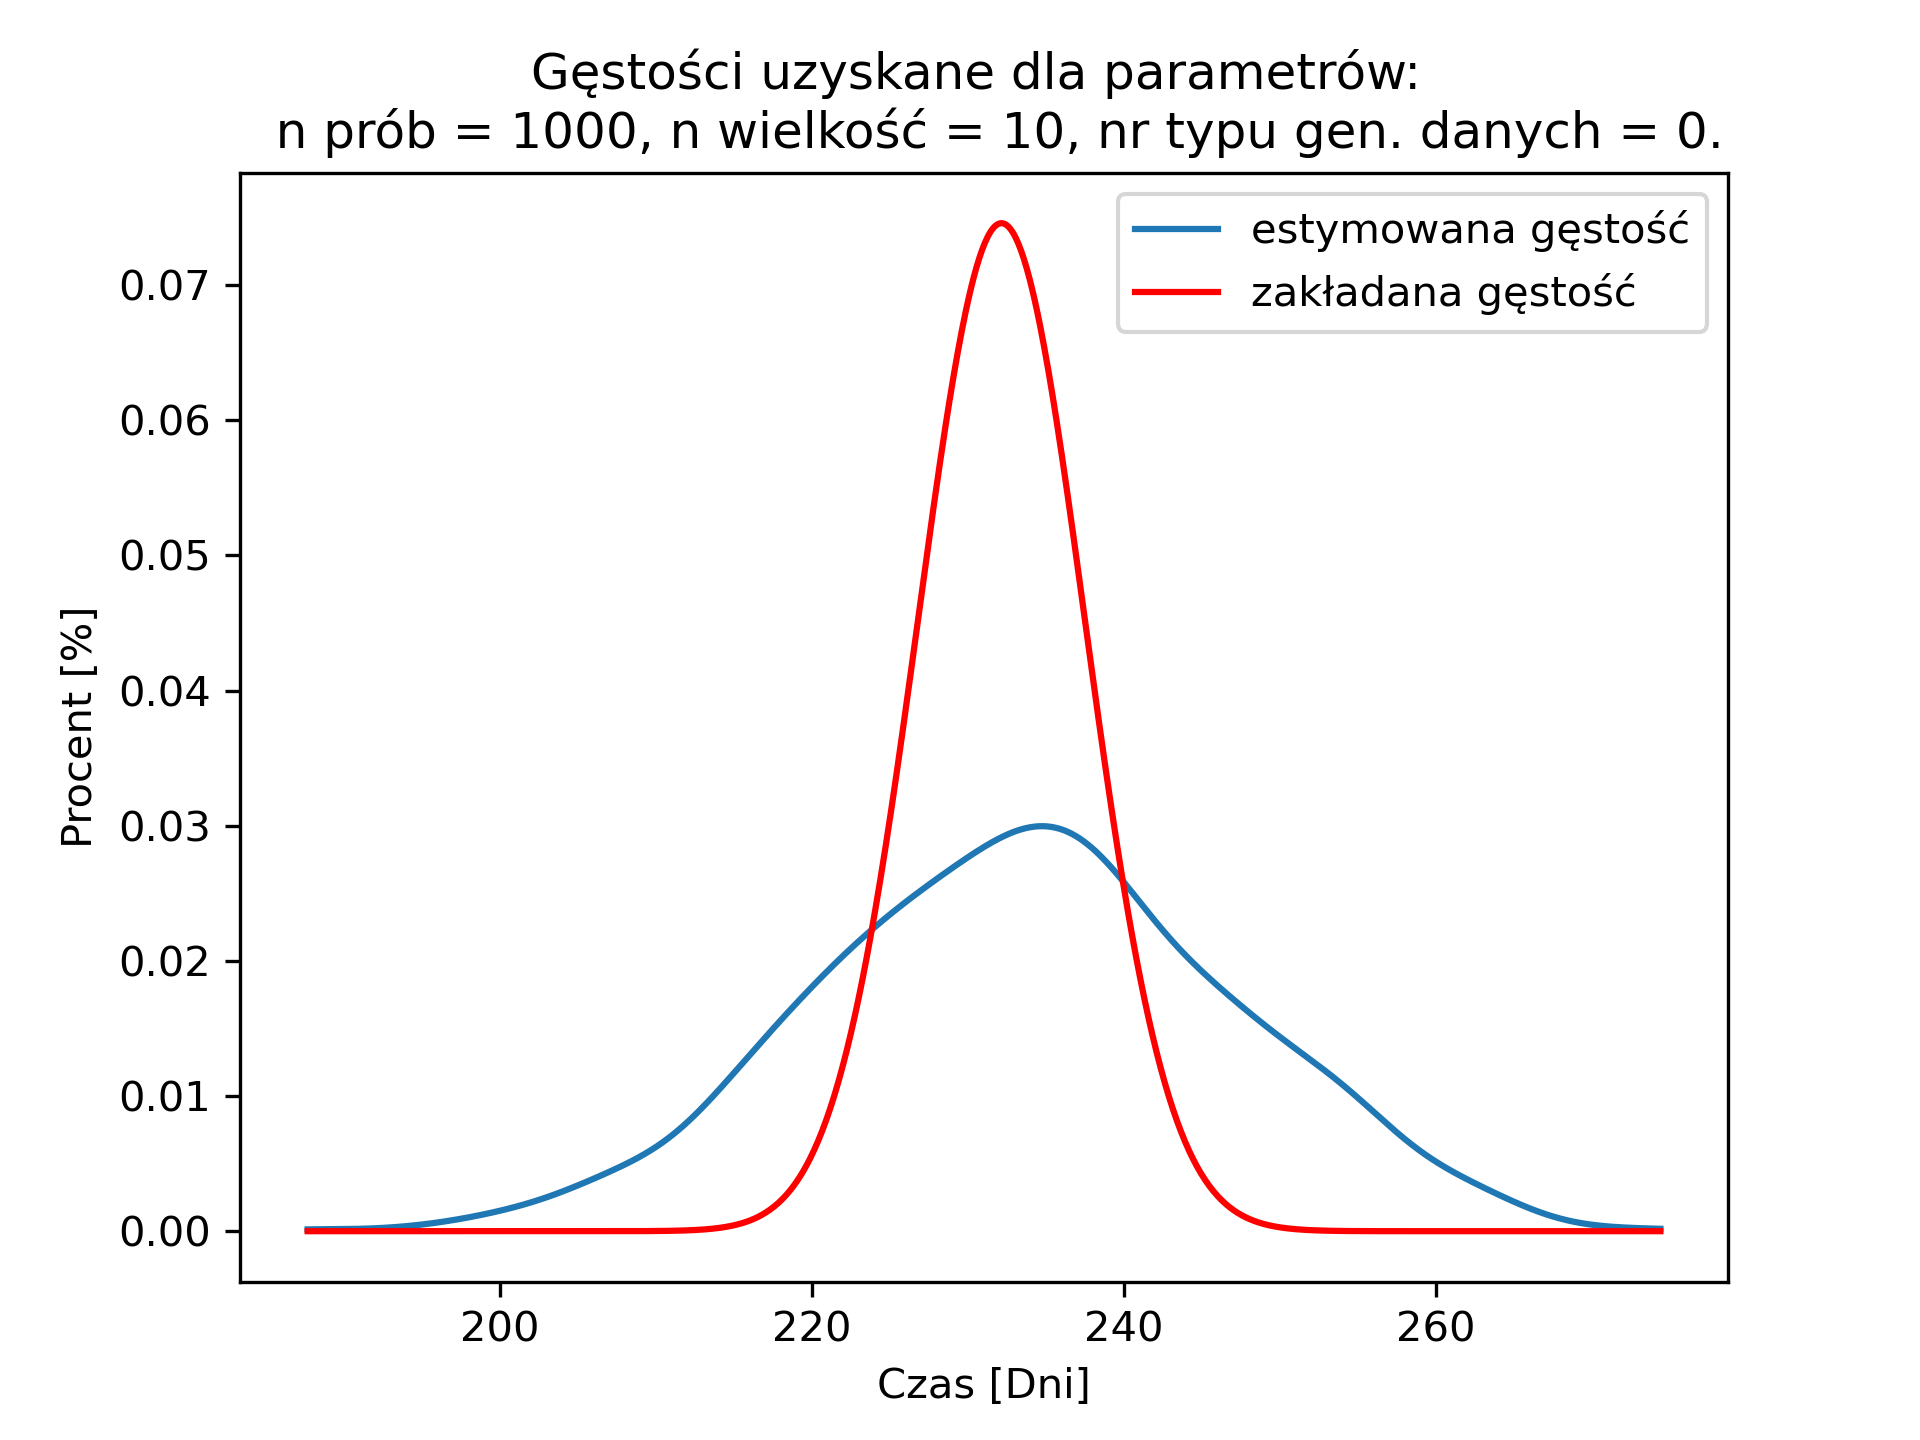 Gęstości uzyskane dla parametrów:
n prób = 1000, n wielkość = 10, nr typu gen. danych = 0.
estymowana gęstość
zakładana gęstość
0.07
0.06
0.05
0.04
0.03
0.02
0.01
0.00
Procent [%]
200 220 240 260
Czas [Dni]